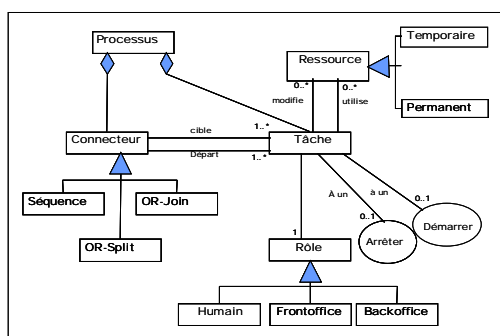 Processus
Temporaire
Ressource
Permanent
0..*
0..*
modifie
utilise
cible
1..*
Connecteur
Tâche
Départ
1..*
Séquence
OR-Join
À un
à un
0..1
0..1
Démarrer
OR-Split
1
Rôle
Arrêter
Humain
Frontoffice
Backoffice